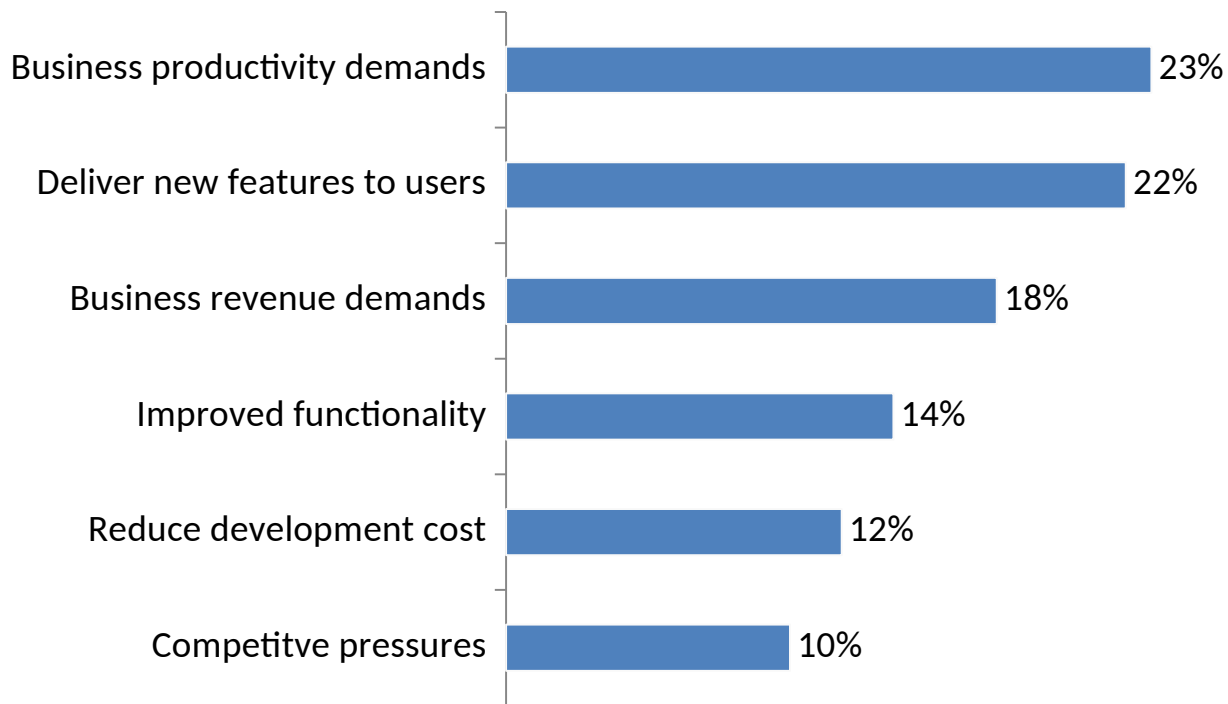 Business productivity demands 23%
Deliver new features to users 22%
Business revenue demands 18%
Improved functionality 14%
Reduce development cost 12%
Competitve pressures 10%